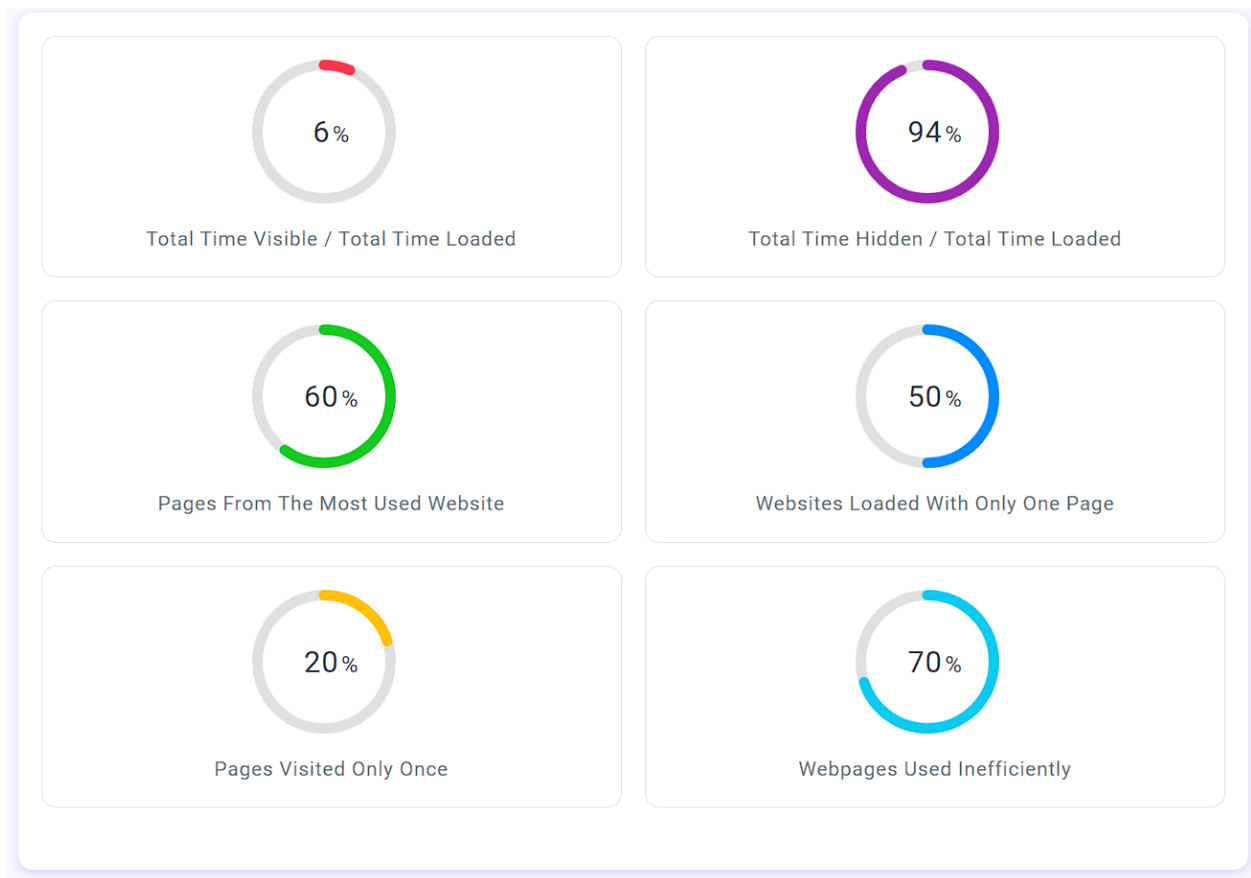 6%
94%
Total Time Visible / Total Time Loaded
Total Time Hidden / Total Time Loaded
60%
50%
Pages From The Most Used Website
Websites Loaded With Only One Page
20%
70%
Pages Visited Only Once
Webpages Used Inefficiently